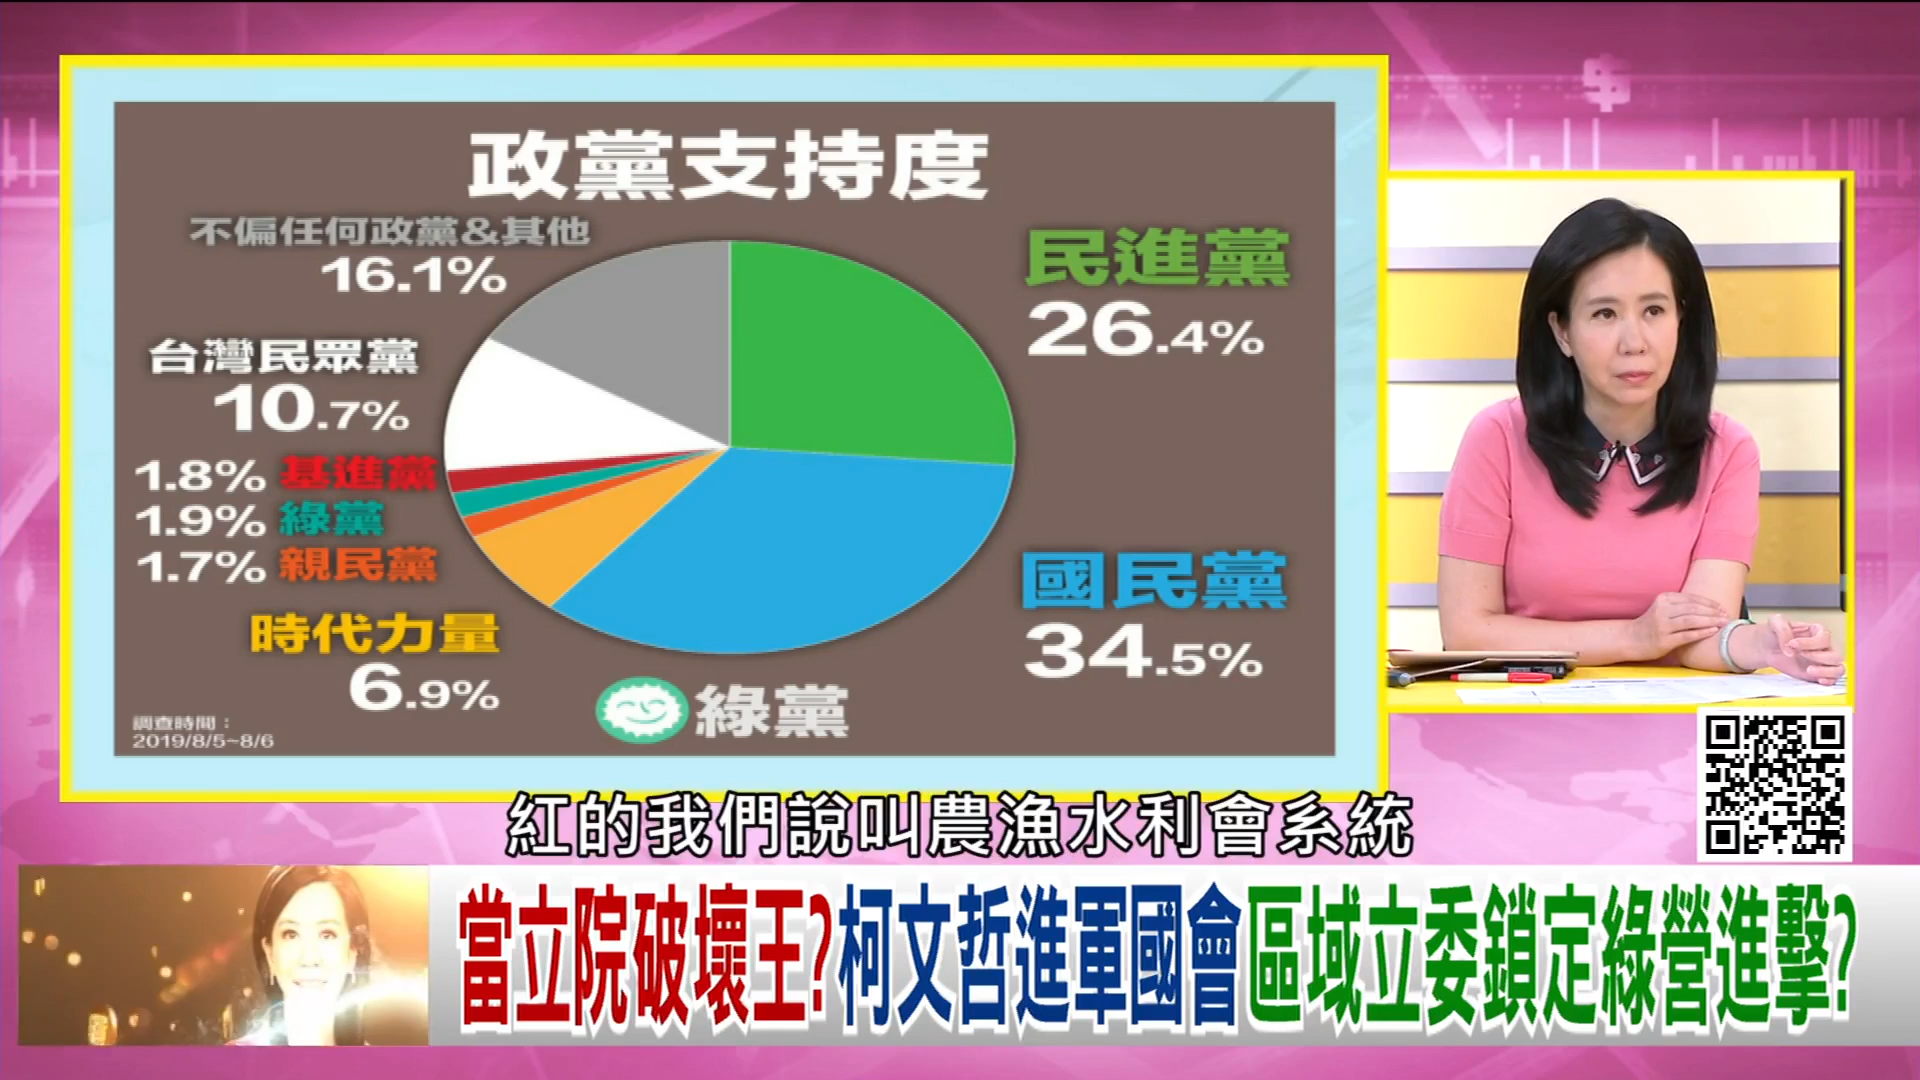 政黨支持度
不偏任何政黨&其他
16.1%
民進黨
26.4%
台灣民眾黨
10.7%
1.8% 基進黨
1.9% 綠黨
1.7% 親民黨
國民黨
34.5%
時代力量
6.9%
綠黨
調查時間：
2019/8/5~8/6
紅的我們說叫農漁水利會系統
當立院破壞王?柯文哲進軍國會區域立委鎖定綠營進擊?